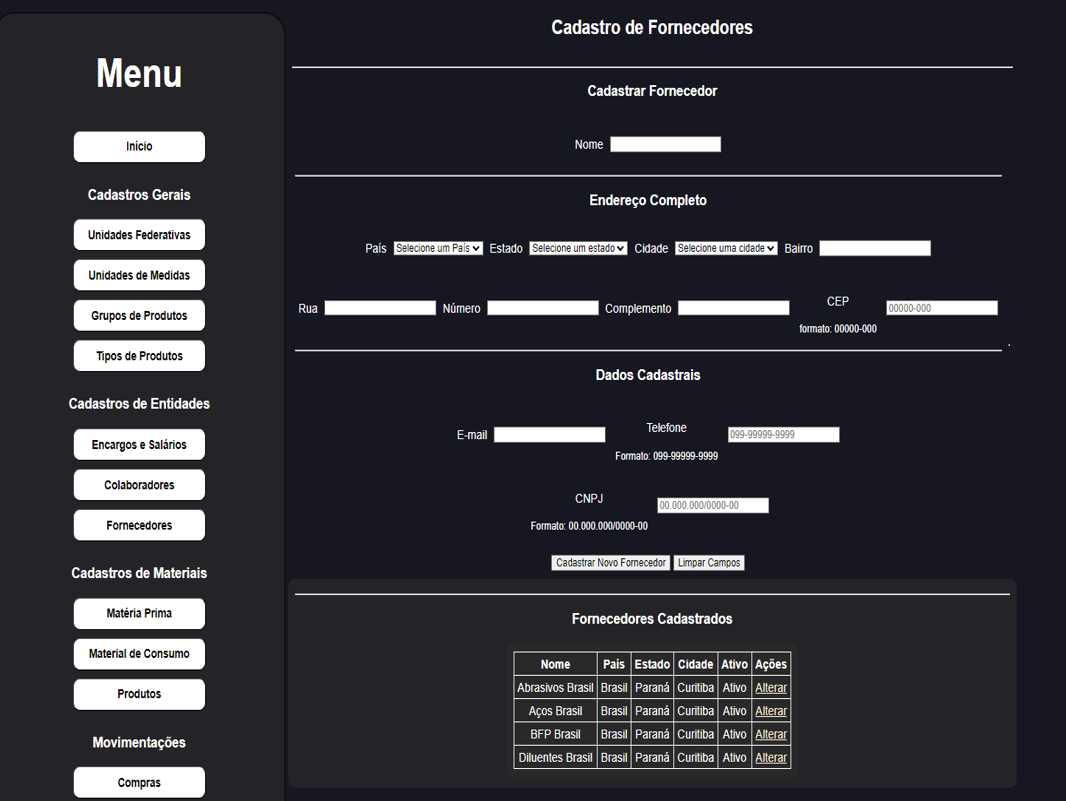 Menu
Início
Cadastros Gerais
Unidades Federativas
Unidades de Medidas
Grupos de Produtos
Tipos de Produtos
Cadastros de Entidades
Encargos e Salários
Colaboradores
Fornecedores
Cadastros de Materiais
Matéria Prima
Material de Consumo
Produtos
Movimentações
Compras
Cadastro de Fornecedores
Cadastrar Fornecedor
Nome
Endereço Completo
País Selecione um País Estado Selecione um estado Cidade Selecione uma cidade Bairro
Rua Número Complemento CEP 00000-000
formato: 00000-000
.
Dados Cadastrais
E-mail Telefone 099-99999-9999
Formato: 099-99999-9999
CNPJ 00.000.000/0000-00
Formato: 00.000.000/0000-00
Cadastrar Novo Fornecedor Limpar Campos
Fornecedores Cadastrados
Nome País Estado Cidade Ativo Ações
Abrasivos Brasil Brasil Paraná Curitiba Ativo Alterar
Aços Brasil Brasil Paraná Curitiba Ativo Alterar
BFP Brasil Brasil Paraná Curitiba Ativo Alterar
Diluentes Brasil Brasil Paraná Curitiba Ativo Alterar